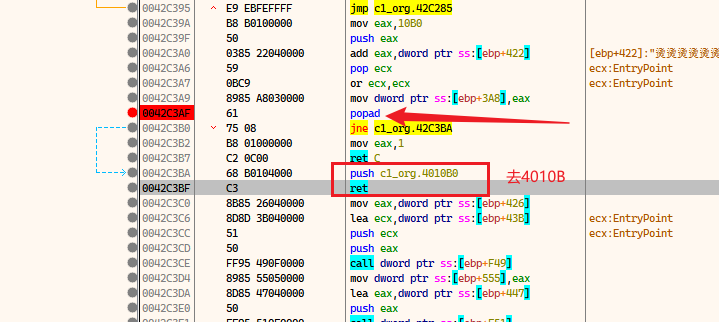 0042C395 E9 EBFEFFFF jmp c1_org.42C285
0042C39A B8 B0100000 mov eax,10B0
0042C39F 50 push eax
0042C3A0 0385 22040000 add eax,dword ptr ss:[ebp+422] [ebp+422]:"烫烫烫烫烫烫
0042C3A6 59 pop ecx ecx:EntryPoint
0042C3A7 0BC9 or ecx,ecx ecx:EntryPoint
0042C3A9 8985 A8030000 mov dword ptr ss:[ebp+3A8],eax
0042C3AF 61 popad
0042C3B0 75 08 jne c1_org.42C3BA
0042C3B2 B8 01000000 mov eax,1
0042C3B7 C2 0C00 ret C
0042C3BA 68 B0104000 push c1_org.4010B0 去4010B
0042C3BF C3 ret
0042C3C0 8B85 26040000 mov eax,dword ptr ss:[ebp+426]
0042C3C6 8D8D 3B040000 lea ecx,dword ptr ss:[ebp+43B] ecx:EntryPoint
0042C3CC 51 push ecx ecx:EntryPoint
0042C3CD 50 push eax
0042C3CE FF95 490F0000 call dword ptr ss:[ebp+F49]
0042C3D4 8985 55050000 mov dword ptr ss:[ebp+555],eax
0042C3DA 8D85 47040000 lea eax,dword ptr ss:[ebp+447]
0042C3E0 50 push eax